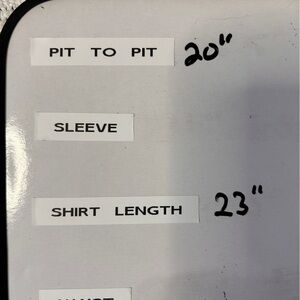 PIT TO PIT 20"
SLEEVE
SHIRT LENGTH 23"